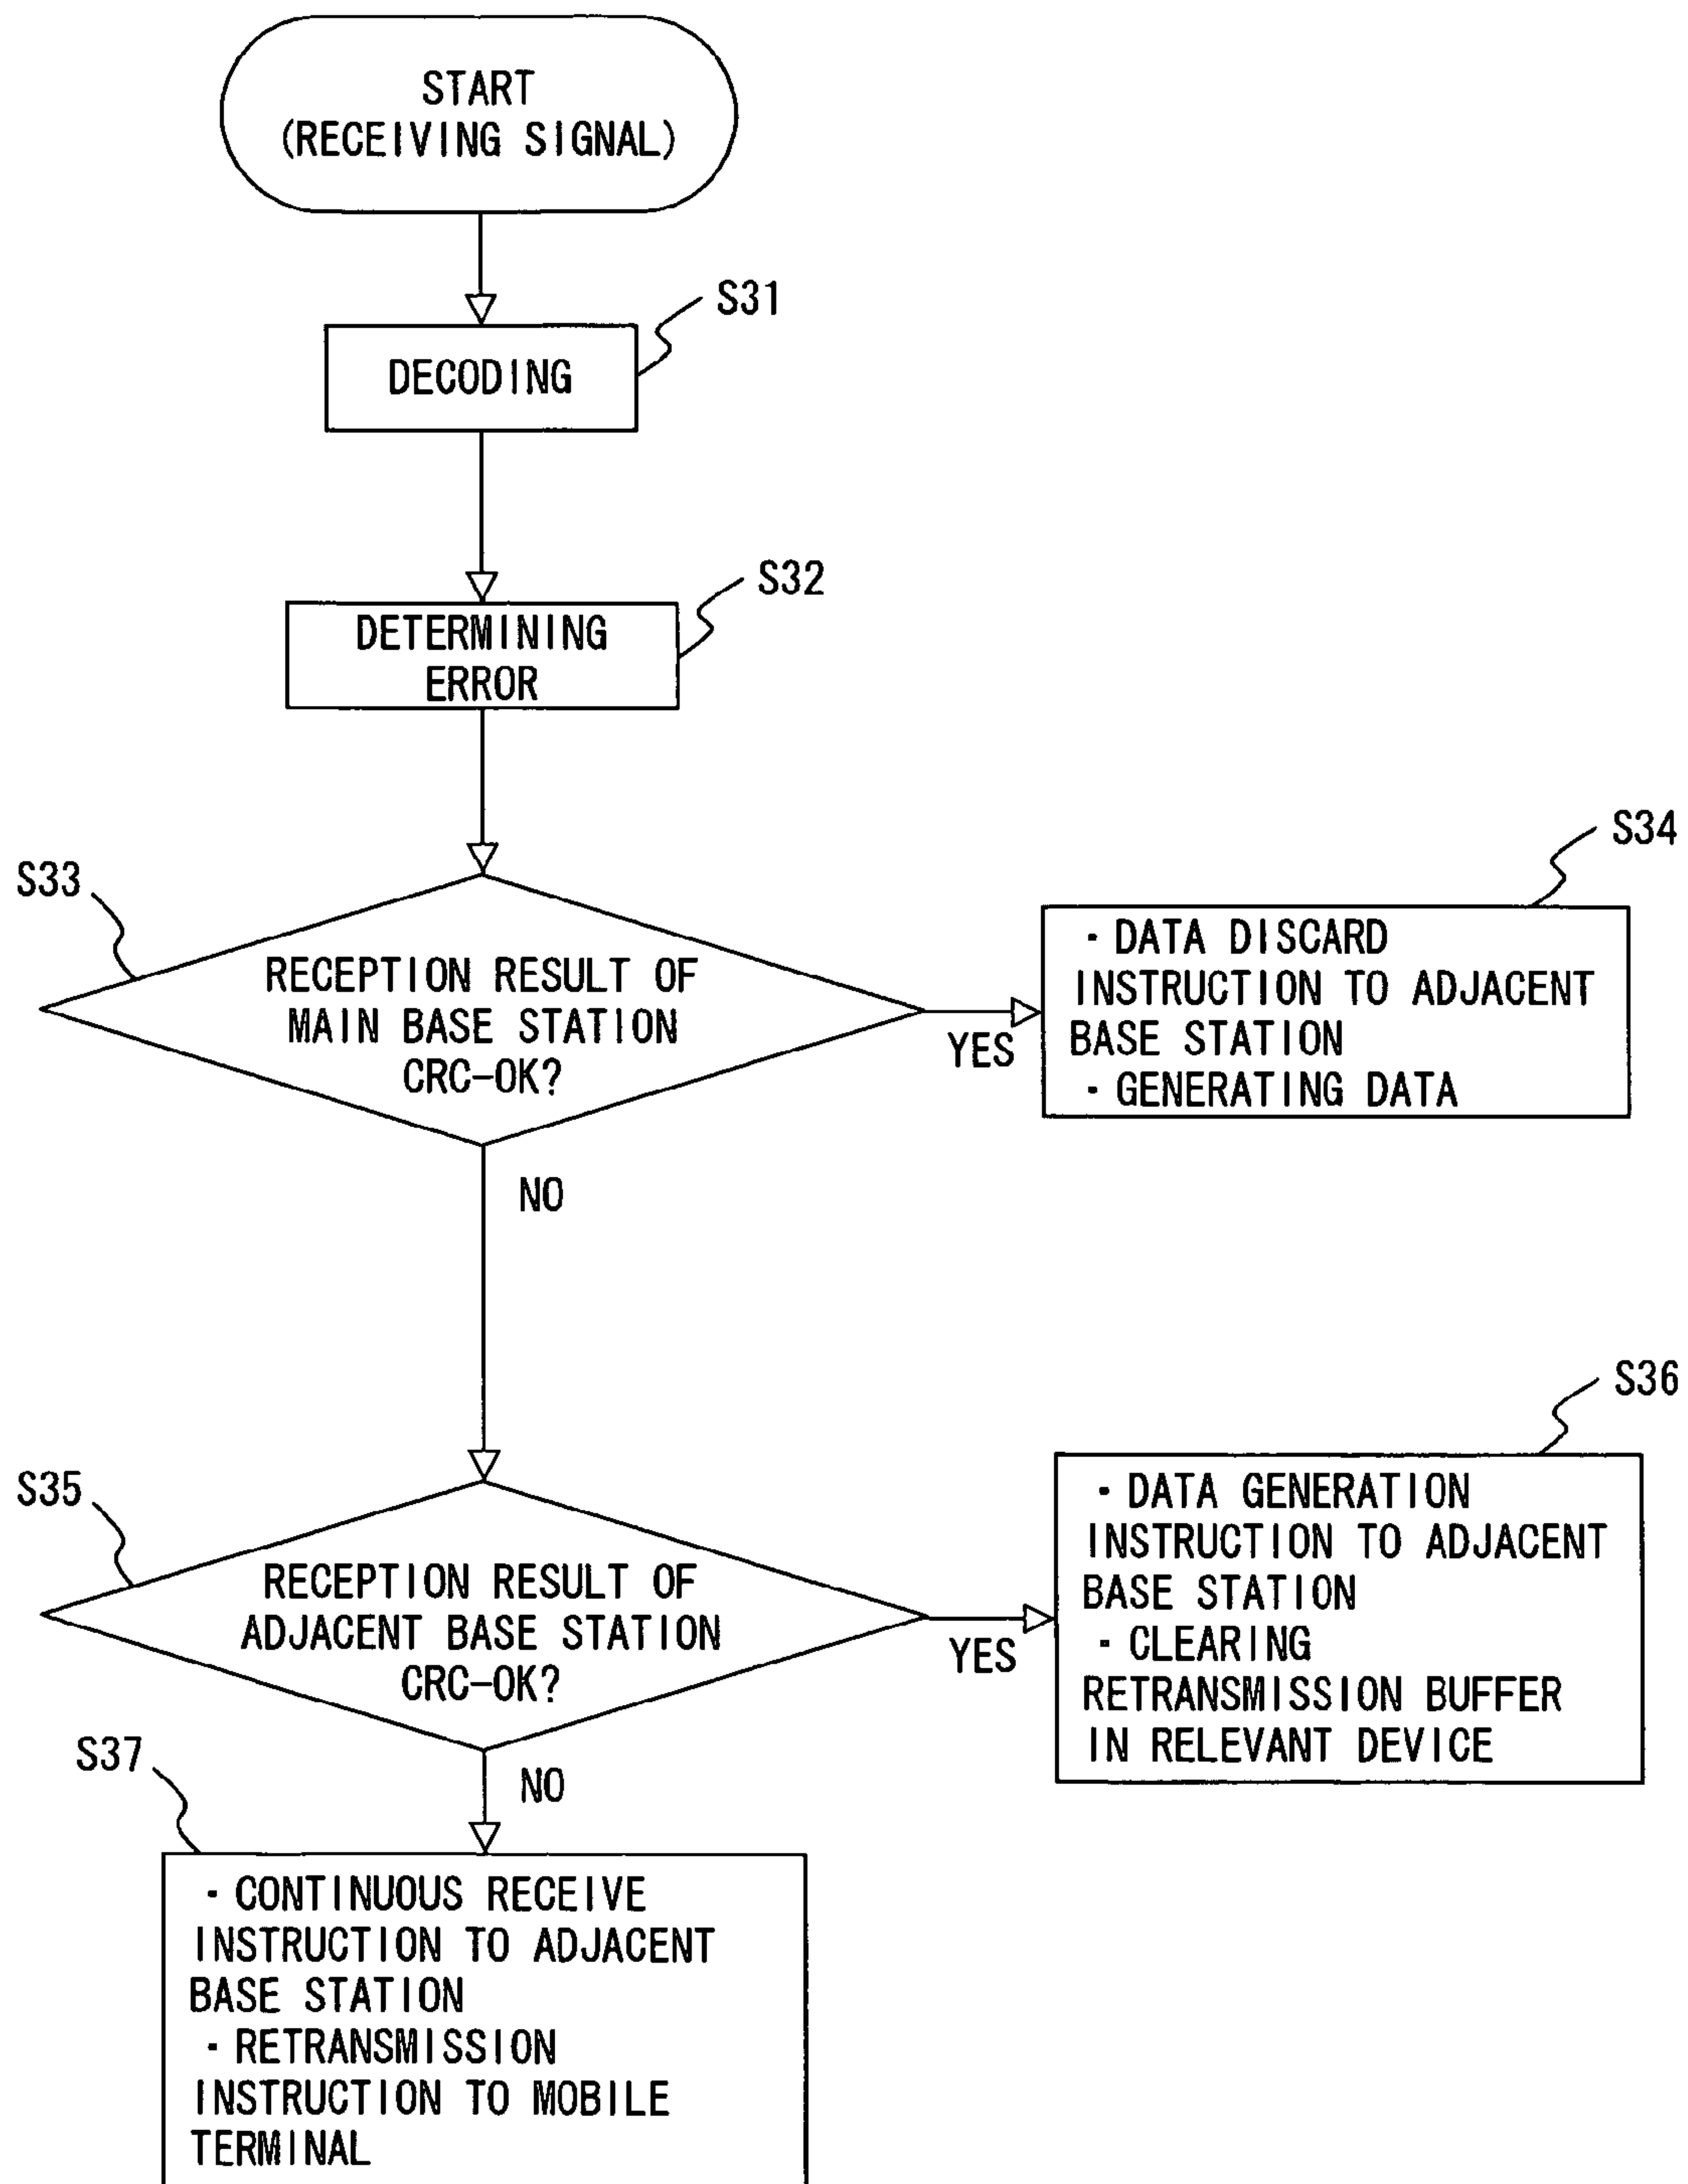 START
(RECEIVING SIGNAL)
S31
DECODING
S32
DETERMINING
ERROR
S33
RECEPTION RESULT OF
MAIN BASE STATION
CRC-OK?
YES
S34
- DATA DISCARD
INSTRUCTION TO ADJACENT
BASE STATION
- GENERATING DATA
NO
S35
RECEPTION RESULT OF
ADJACENT BASE STATION
CRC-OK?
YES
S36
- DATA GENERATION
INSTRUCTION TO ADJACENT
BASE STATION
- CLEARING
RETRANSMISSION BUFFER
IN RELEVANT DEVICE
NO
S37
- CONTINUOUS RECEIVE
INSTRUCTION TO ADJACENT
BASE STATION
- RETRANSMISSION
INSTRUCTION TO MOBILE
TERMINAL